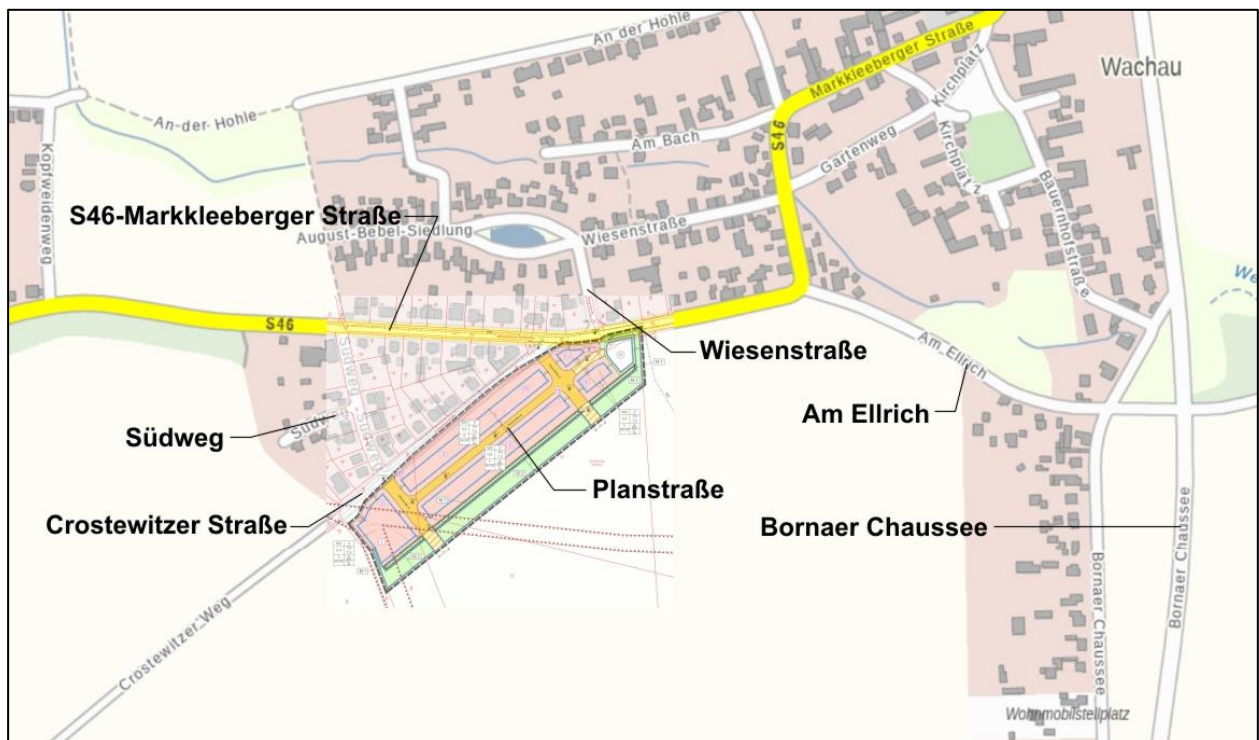 An der Hohle
Markkleeberger Straße
Wachau
Kirchplatz
An-der-Hohle
S46
Am Bach
Gartenweg
Kirchplatz
Kopfweidenweg
Bauernhofstraße
S46-Markkleeberger Straße
August-Bebel-Siedlung
Wiesenstraße
S46
Wiesenstraße
Am Ellrich
Südweg
Am Ellrich
Südweg
Südweg
Planstraße
Crostewitzer Straße
Bornaer Chaussee
Bornaer Chaussee
Bornaer Chaussee
Crostewitzer Weg
Wohnmobilstellplatz